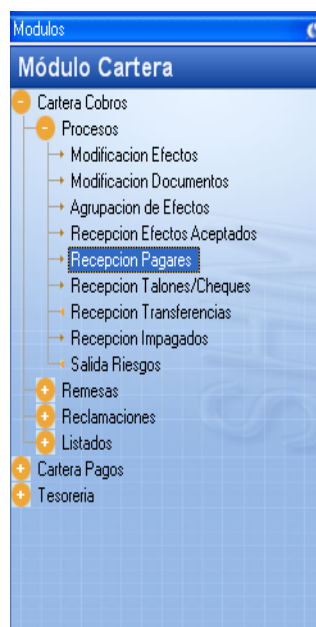 Modulos
Módulo Cartera
Cartera Cobros
Procesos
Modificacion Efectos
Modificacion Documentos
Agrupacion de Efectos
Recepcion Efectos Aceptados
Recepcion Pagares
Recepcion Talones/Cheques
Recepcion Transferencias
Recepcion Impagados
Salida Riesgos
Remesas
Reclamaciones
Listados
Cartera Pagos
Tesoreria